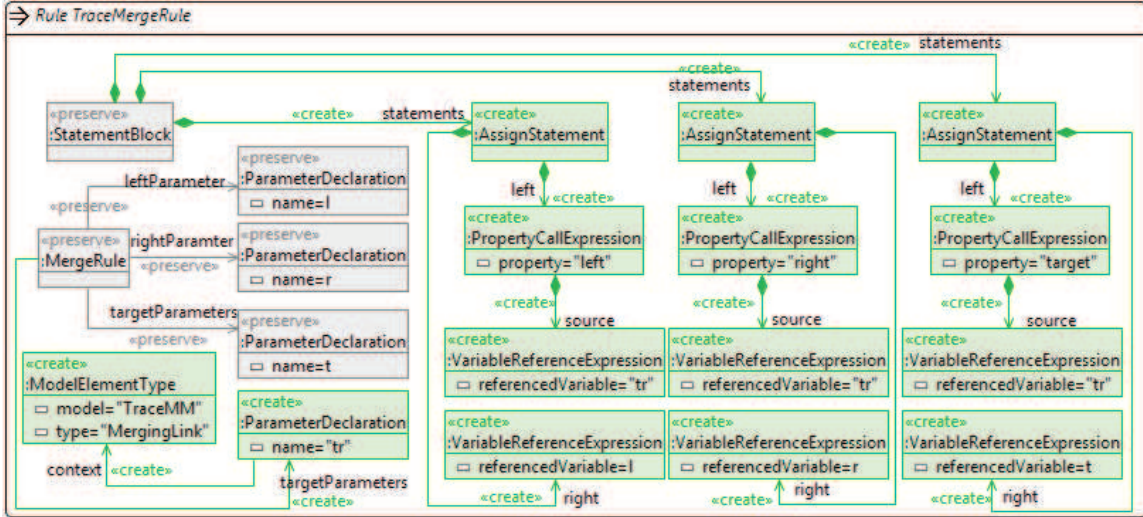 Rule TraceMergeRule
«create» statements
«create»
statements
«preserve»
:StatementBlock
«create» statements
«create»
:AssignStatement
«create»
:AssignStatement
«create»
:AssignStatement
«preserve»
:ParameterDeclaration
name=l
leftParameter
«preserve»
left
«create»
left
«create»
left
«create»
«preserve»
:MergeRule
rightParamter
«preserve»
«preserve»
:ParameterDeclaration
name=r
«create»
:PropertyCallExpression
property="left"
«create»
:PropertyCallExpression
property="right"
«create»
:PropertyCallExpression
property="target"
targetParameters
«preserve»
«preserve»
:ParameterDeclaration
name=t
«create»
source
«create»
source
«create»
source
«create»
:ModelElementType
model="TraceMM"
type="MergingLink"
«create»
:VariableReferenceExpression
referencedVariable="tr"
«create»
:VariableReferenceExpression
referencedVariable="tr"
«create»
:VariableReferenceExpression
referencedVariable="tr"
«create»
:ParameterDeclaration
name="tr"
«create»
:VariableReferenceExpression
referencedVariable=l
«create»
:VariableReferenceExpression
referencedVariable=r
«create»
:VariableReferenceExpression
referencedVariable=t
context «create»
targetParameters
«create»
«create»
right
«create»
right
«create»
right